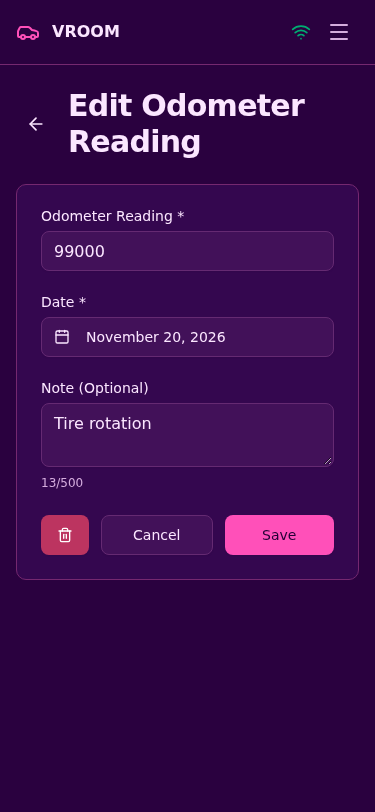 VROOM
Edit Odometer
Reading
Odometer Reading *
99000
Date *
November 20, 2026
Note (Optional)
Tire rotation
13/500
Cancel
Save